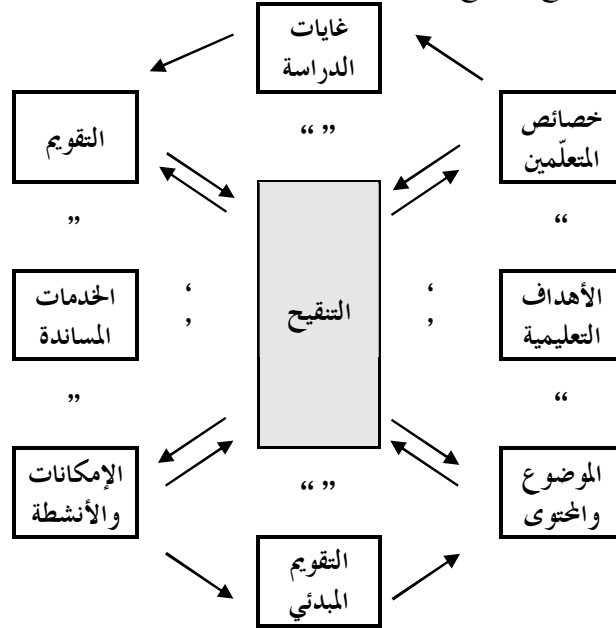 غايات
الدراسة
خصائص
المتعلّمين
التقويم
“ ”
”
“
الأهداف
التعليمية
التنقيح
الخدمات
المساندة
‘
,
‘
,
”
“
الموضوع
والمحتوى
الإمكانات
والأنشطة
“ ”
التقويم
المبدئي